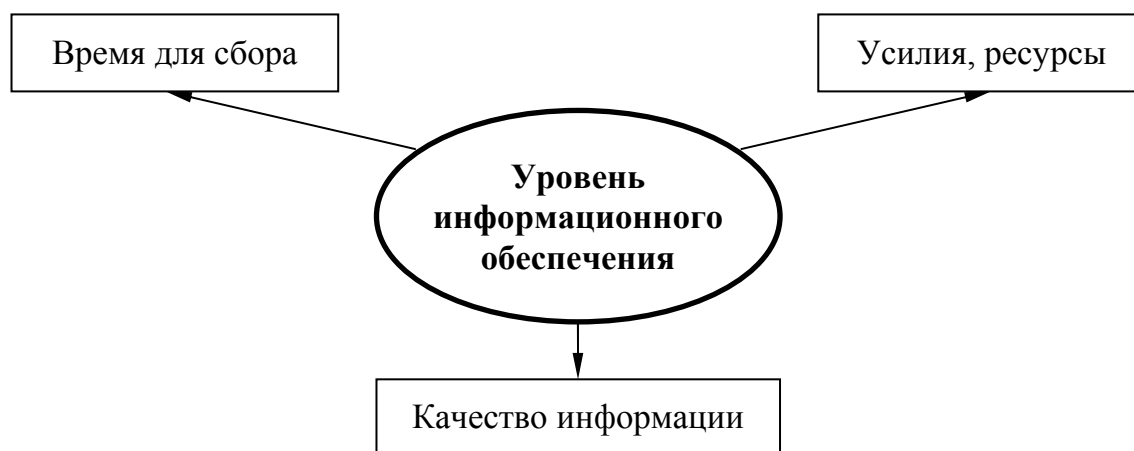 Время для сбора
Усилия, ресурсы
Уровень
информационного
обеспечения
Качество информации